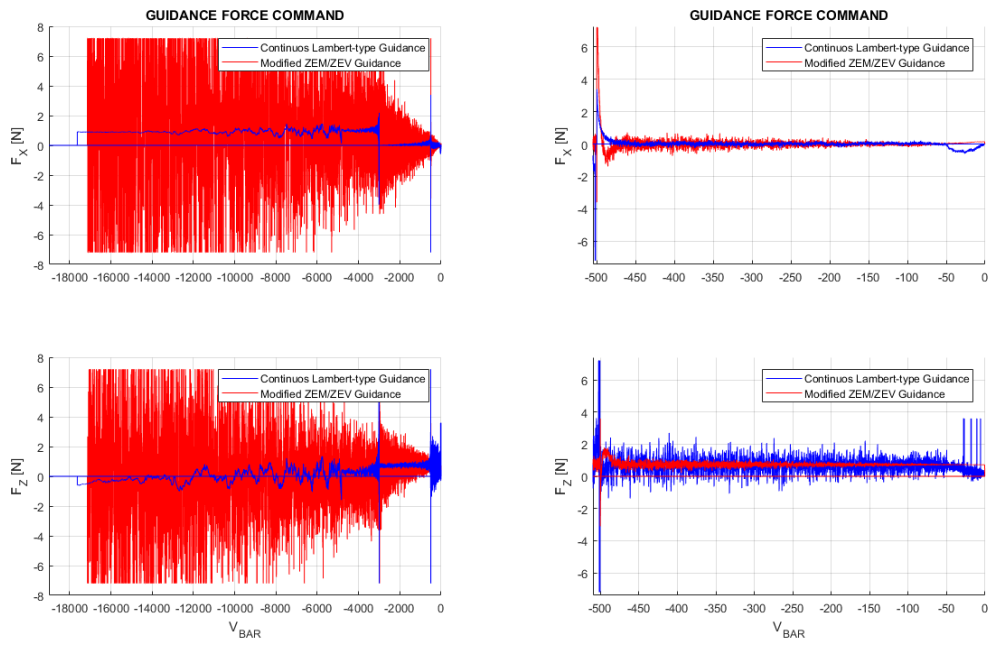 GUIDANCE FORCE COMMAND
8
6
4
2
0
-2
-4
-6
-8
F_X [N]
Continuos Lambert-type Guidance
Modified ZEM/ZEV Guidance
-18000 -16000 -14000 -12000 -10000 -8000 -6000 -4000 -2000 0
GUIDANCE FORCE COMMAND
6
4
2
0
-2
-4
-6
F_X [N]
Continuos Lambert-type Guidance
Modified ZEM/ZEV Guidance
-500 -450 -400 -350 -300 -250 -200 -150 -100 -50 0
8
6
4
2
0
-2
-4
-6
-8
F_Z [N]
Continuos Lambert-type Guidance
Modified ZEM/ZEV Guidance
-18000 -16000 -14000 -12000 -10000 -8000 -6000 -4000 -2000 0
V_BAR
6
4
2
0
-2
-4
-6
F_Z [N]
Continuos Lambert-type Guidance
Modified ZEM/ZEV Guidance
-500 -450 -400 -350 -300 -250 -200 -150 -100 -50 0
V_BAR